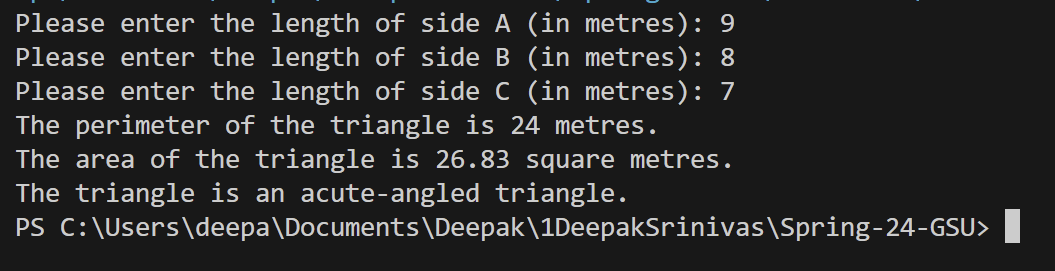 Please enter the length of side A (in metres): 9
Please enter the length of side B (in metres): 8
Please enter the length of side C (in metres): 7
The perimeter of the triangle is 24 metres.
The area of the triangle is 26.83 square metres.
The triangle is an acute-angled triangle.
PS C:\Users\deepa\Documents\Deepak\1DeepakSrinivas\Spring-24-GSU>